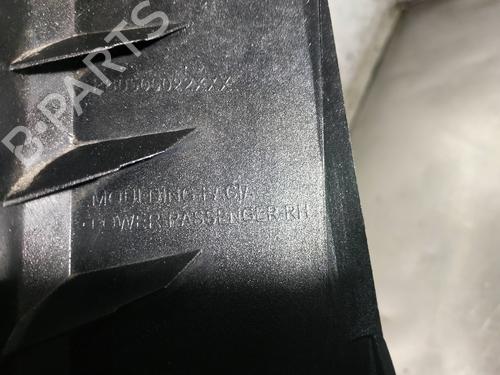 B-PARTS
MOULDING FACIA
LOWER PASSENGER RH